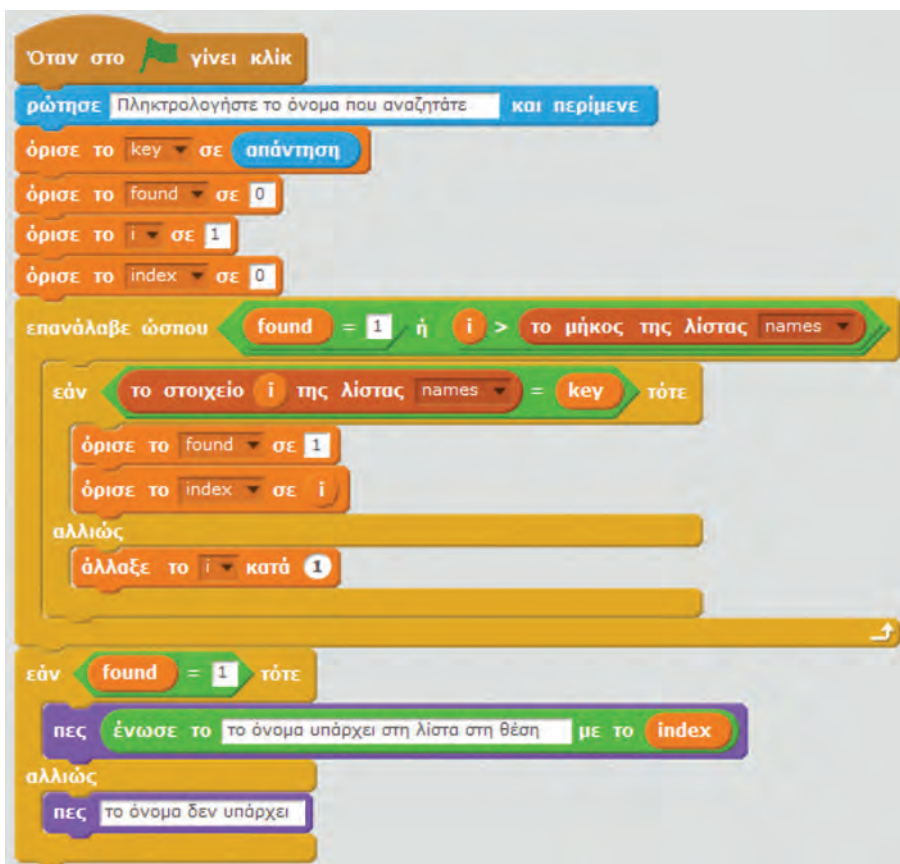 Όταν στο γίνει κλίκ
ρώτησε Πληκτρολογήστε το όνομα που αναζητάτε και περίμενε
όρισε το key σε απάντηση
όρισε το found σε 0
όρισε το i σε 1
όρισε το index σε 0
επανάλαβε ώσπου found = 1 ή i > το μήκος της λίστας names
εάν το στοιχείο i της λίστας names = key τότε
όρισε το found σε 1
όρισε το index σε i
αλλιώς
άλλαξε το i κατά 1
εάν found = 1 τότε
πες ένωσε το το όνομα υπάρχει στη λίστα στη θέση με το index
αλλιώς
πες το όνομα δεν υπάρχει